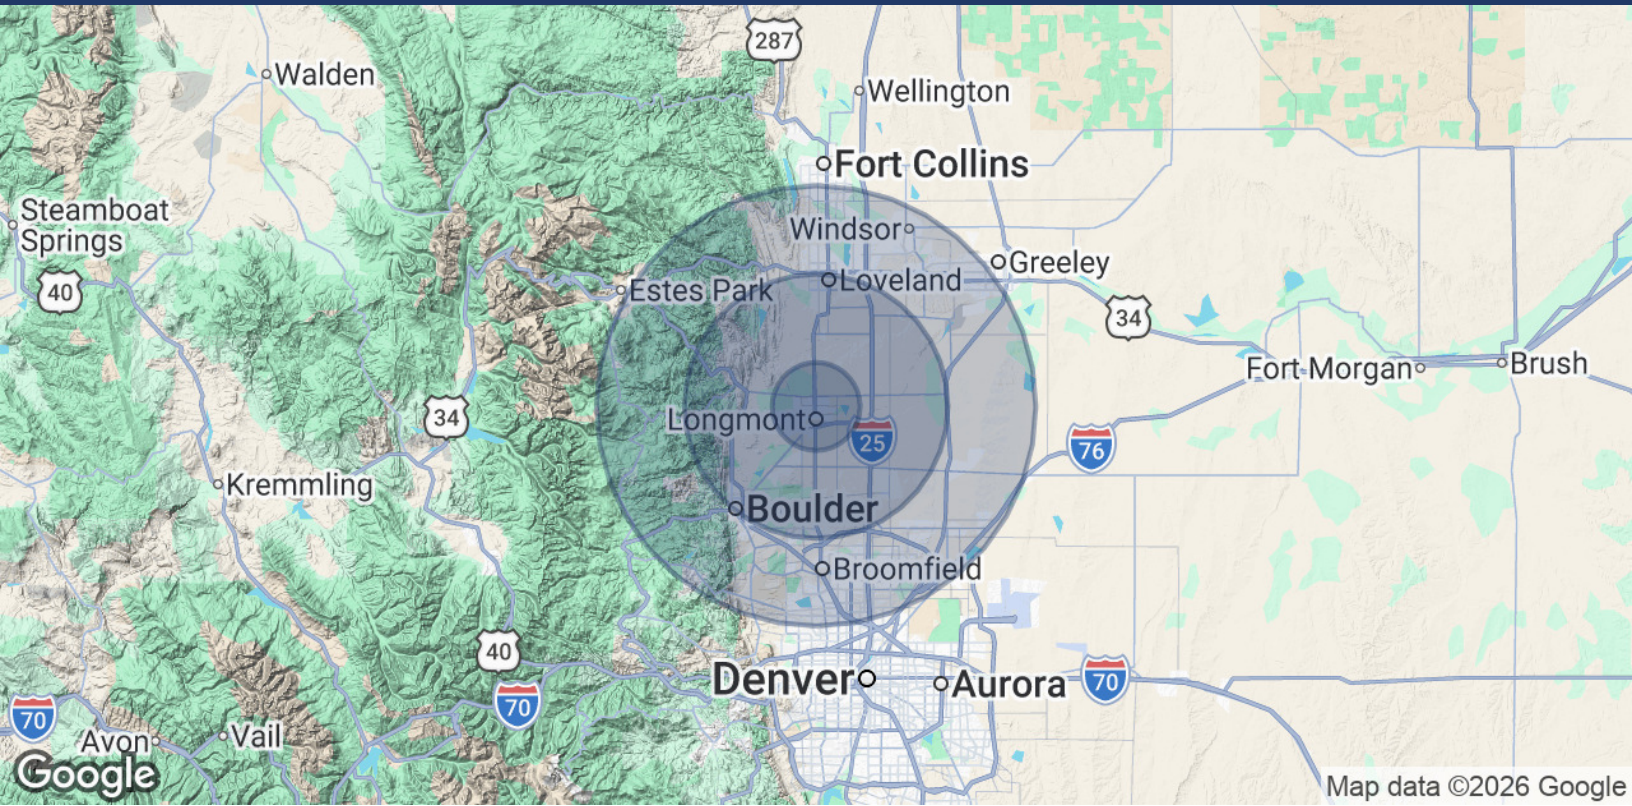 287
Walden
Wellington
Fort Collins
Steamboat
Springs
Windsor
Greeley
40
Estes Park
Loveland
34
Fort Morgan
Brush
34
Longmont
25
76
Kremmling
Boulder
Broomfield
40
Denver
Aurora
70
70
70
Avon
Vail
Google
Map data ©2026 Google